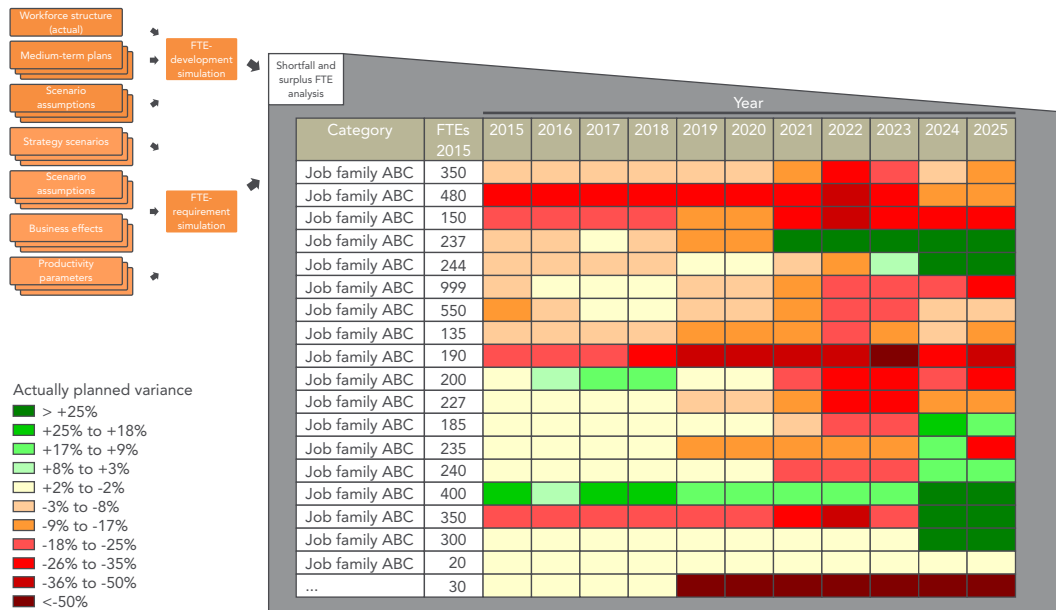 Workforce structure
(actual)
Medium-term plans
Scenario
assumptions
Strategy scenarios
Scenario
assumptions
Business effects
Productivity
parameters
FTE-
development
simulation
FTE-
requirement
simulation
Shortfall and
surplus FTE
analysis
Year
Category FTEs 2015 2015 2016 2017 2018 2019 2020 2021 2022 2023 2024 2025
Job family ABC 350
Job family ABC 480
Job family ABC 150
Job family ABC 237
Job family ABC 244
Job family ABC 999
Job family ABC 550
Job family ABC 135
Job family ABC 190
Job family ABC 200
Job family ABC 227
Job family ABC 185
Job family ABC 235
Job family ABC 240
Job family ABC 400
Job family ABC 350
Job family ABC 300
Job family ABC 20
... 30
Actually planned variance
> +25%
+25% to +18%
+17% to +9%
+8% to +3%
+2% to -2%
-3% to -8%
-9% to -17%
-18% to -25%
-26% to -35%
-36% to -50%
<-50%